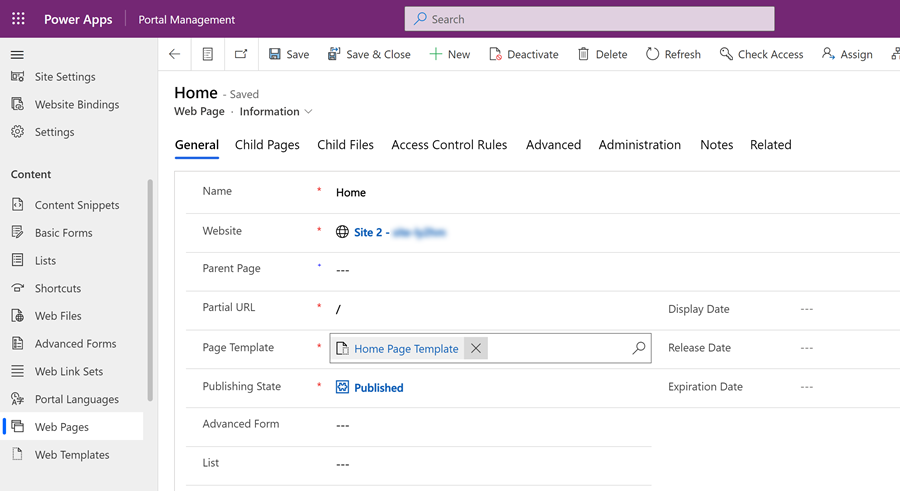 Power Apps
Portal Management
Search
Save
Save & Close
New
Deactivate
Delete
Refresh
Check Access
Assign
Site Settings
Website Bindings
Settings
Content
Content Snippets
Basic Forms
Lists
Shortcuts
Web Files
Advanced Forms
Web Link Sets
Portal Languages
Web Pages
Web Templates
Home - Saved
Web Page · Information
General
Child Pages
Child Files
Access Control Rules
Advanced
Administration
Notes
Related
Name * Home
Website * Site 2 -
Parent Page * ---
Partial URL * /
Display Date ---
Page Template * Home Page Template
Release Date ---
Publishing State * Published
Expiration Date ---
Advanced Form ---
List ---